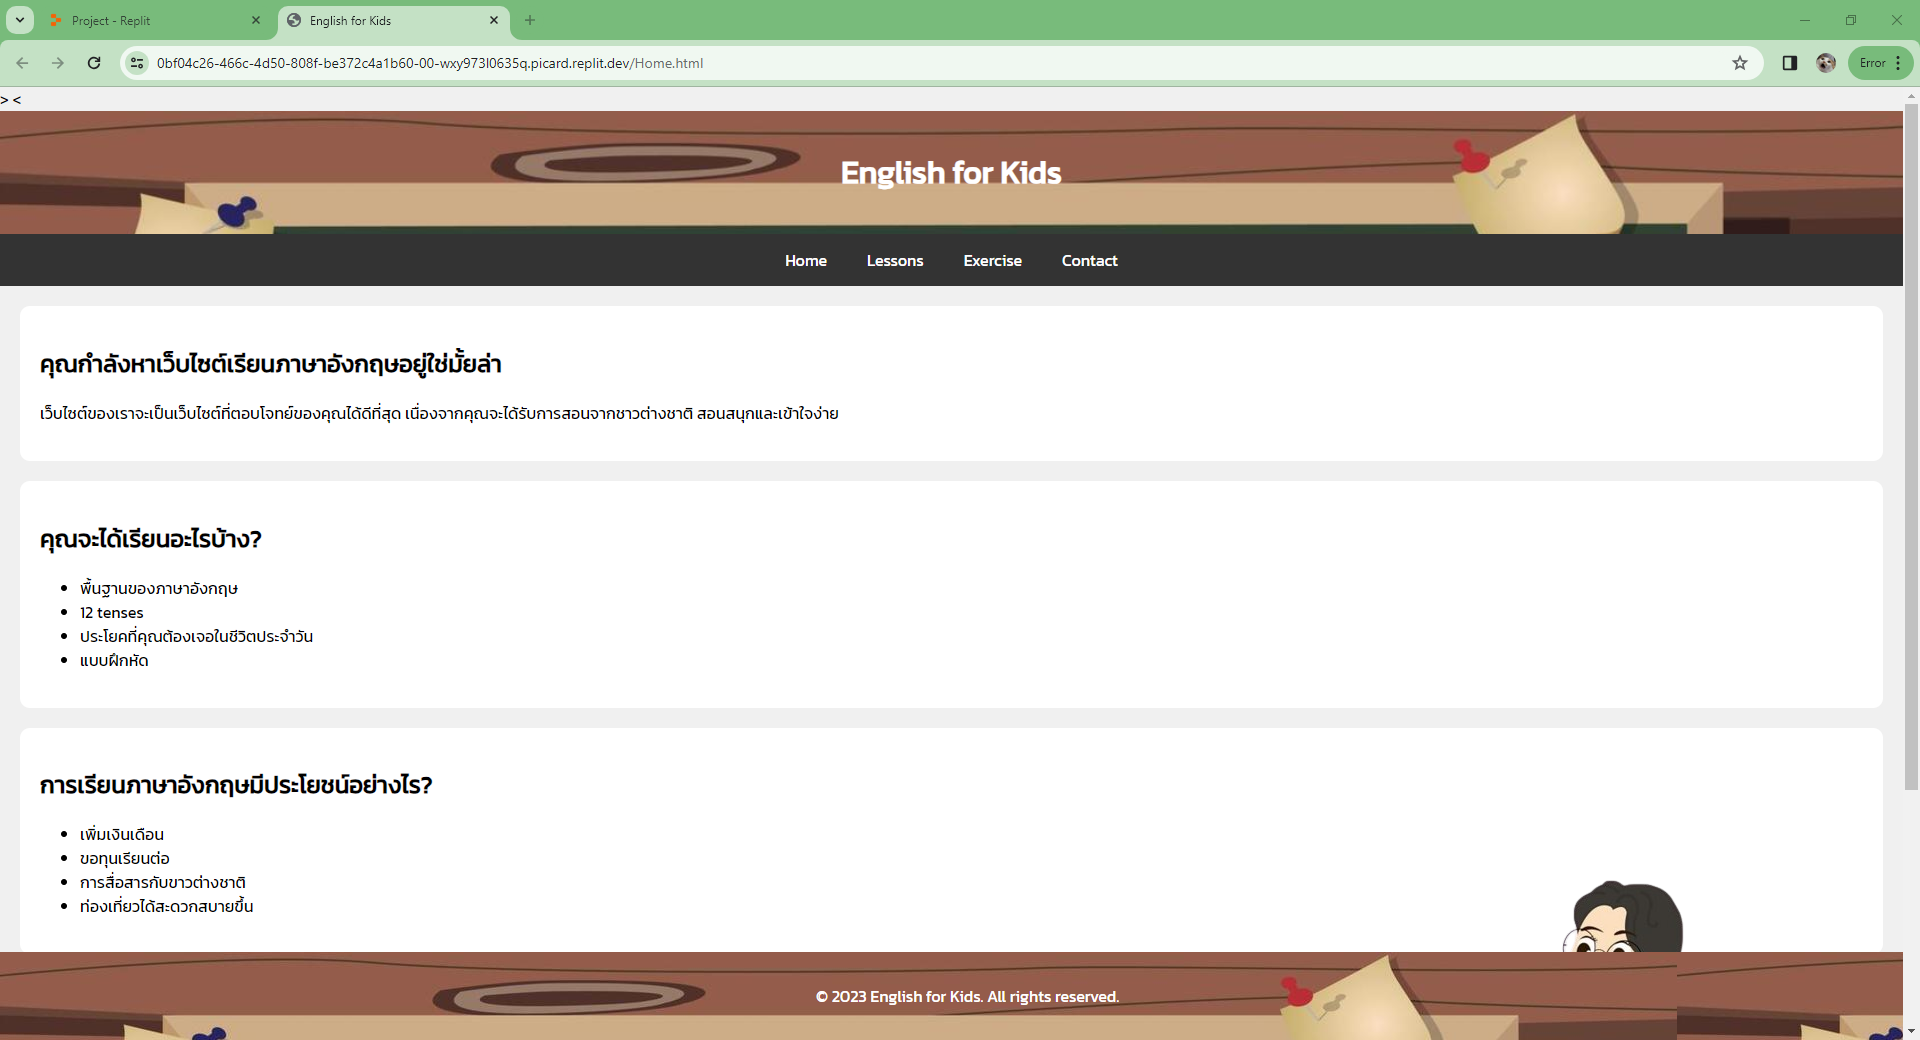 Project - Replit
English for Kids
0bf04c26-466c-4d50-808f-be372c4a1b60-00-wxy973l0635q.picard.replit.dev/Home.html
Error
> <
English for Kids
Home Lessons Exercise Contact
คุณกำลังหาเว็บไซต์เรียนภาษาอังกฤษอยู่ใช่มั้ยล่า
เว็บไซต์ของเราจะเป็นเว็บไซต์ที่ตอบโจทย์ของคุณได้ดีที่สุด เนื่องจากคุณจะได้รับการสอนจากชาวต่างชาติ สอนสนุกและเข้าใจง่าย
คุณจะได้เรียนอะไรบ้าง?
• พื้นฐานของภาษาอังกฤษ
• 12 tenses
• ประโยคที่คุณต้องเจอในชีวิตประจำวัน
• แบบฝึกหัด
การเรียนภาษาอังกฤษมีประโยชน์อย่างไร?
• เพิ่มเงินเดือน
• ขอทุนเรียนต่อ
• การสื่อสารกับขาวต่างชาติ
• ท่องเที่ยวได้สะดวกสบายขึ้น
© 2023 English for Kids. All rights reserved.